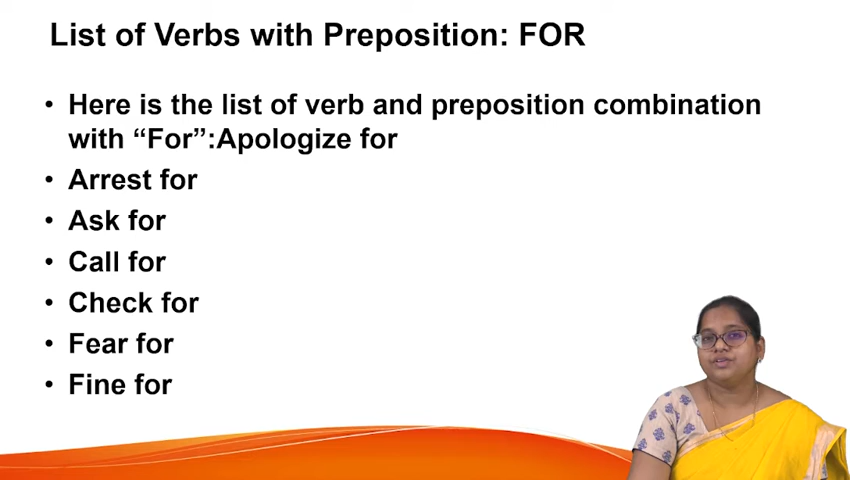 List of Verbs with Preposition: FOR
• Here is the list of verb and preposition combination
with “For”:Apologize for
• Arrest for
• Ask for
• Call for
• Check for
• Fear for
• Fine for